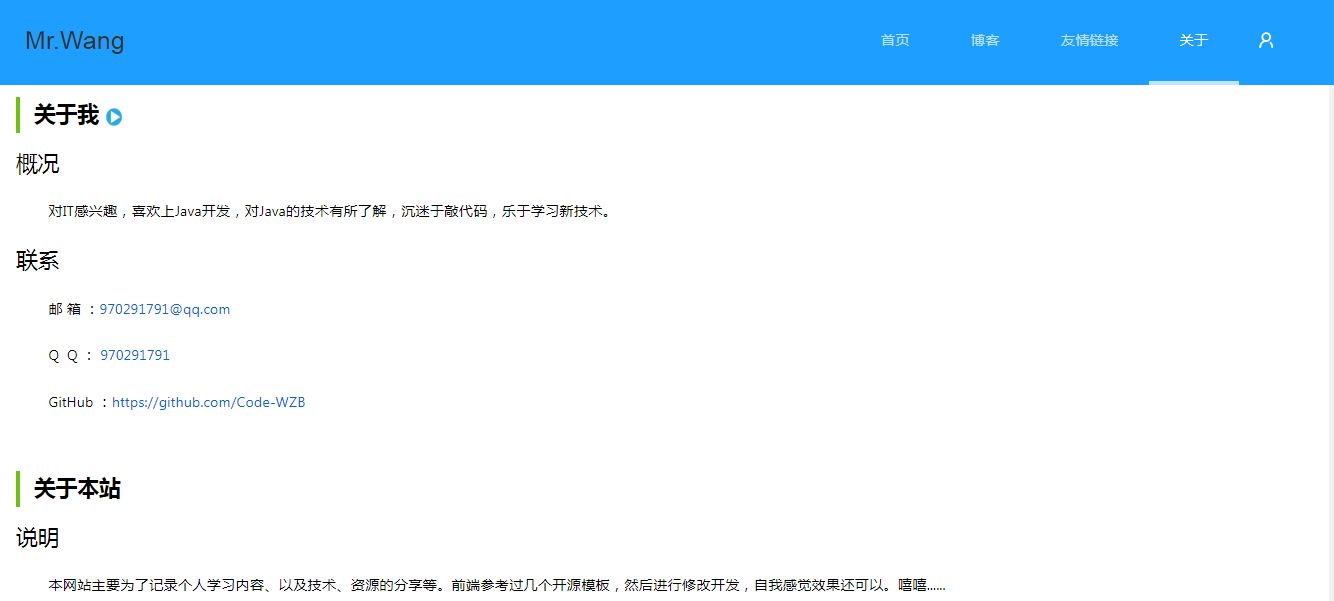 Mr.Wang
首页 博客 友情链接 关于
关于我
概况
对IT感兴趣，喜欢上Java开发，对Java的技术有所了解，沉迷于敲代码，乐于学习新技术。
联系
邮 箱 ：970291791@qq.com
Q Q ： 970291791
GitHub ：https://github.com/Code-WZB
关于本站
说明
本网站主要为了记录个人学习内容、以及技术、资源的分享等。前端参考过几个开源模板，然后进行修改开发，自我感觉效果还可以。嘻嘻......